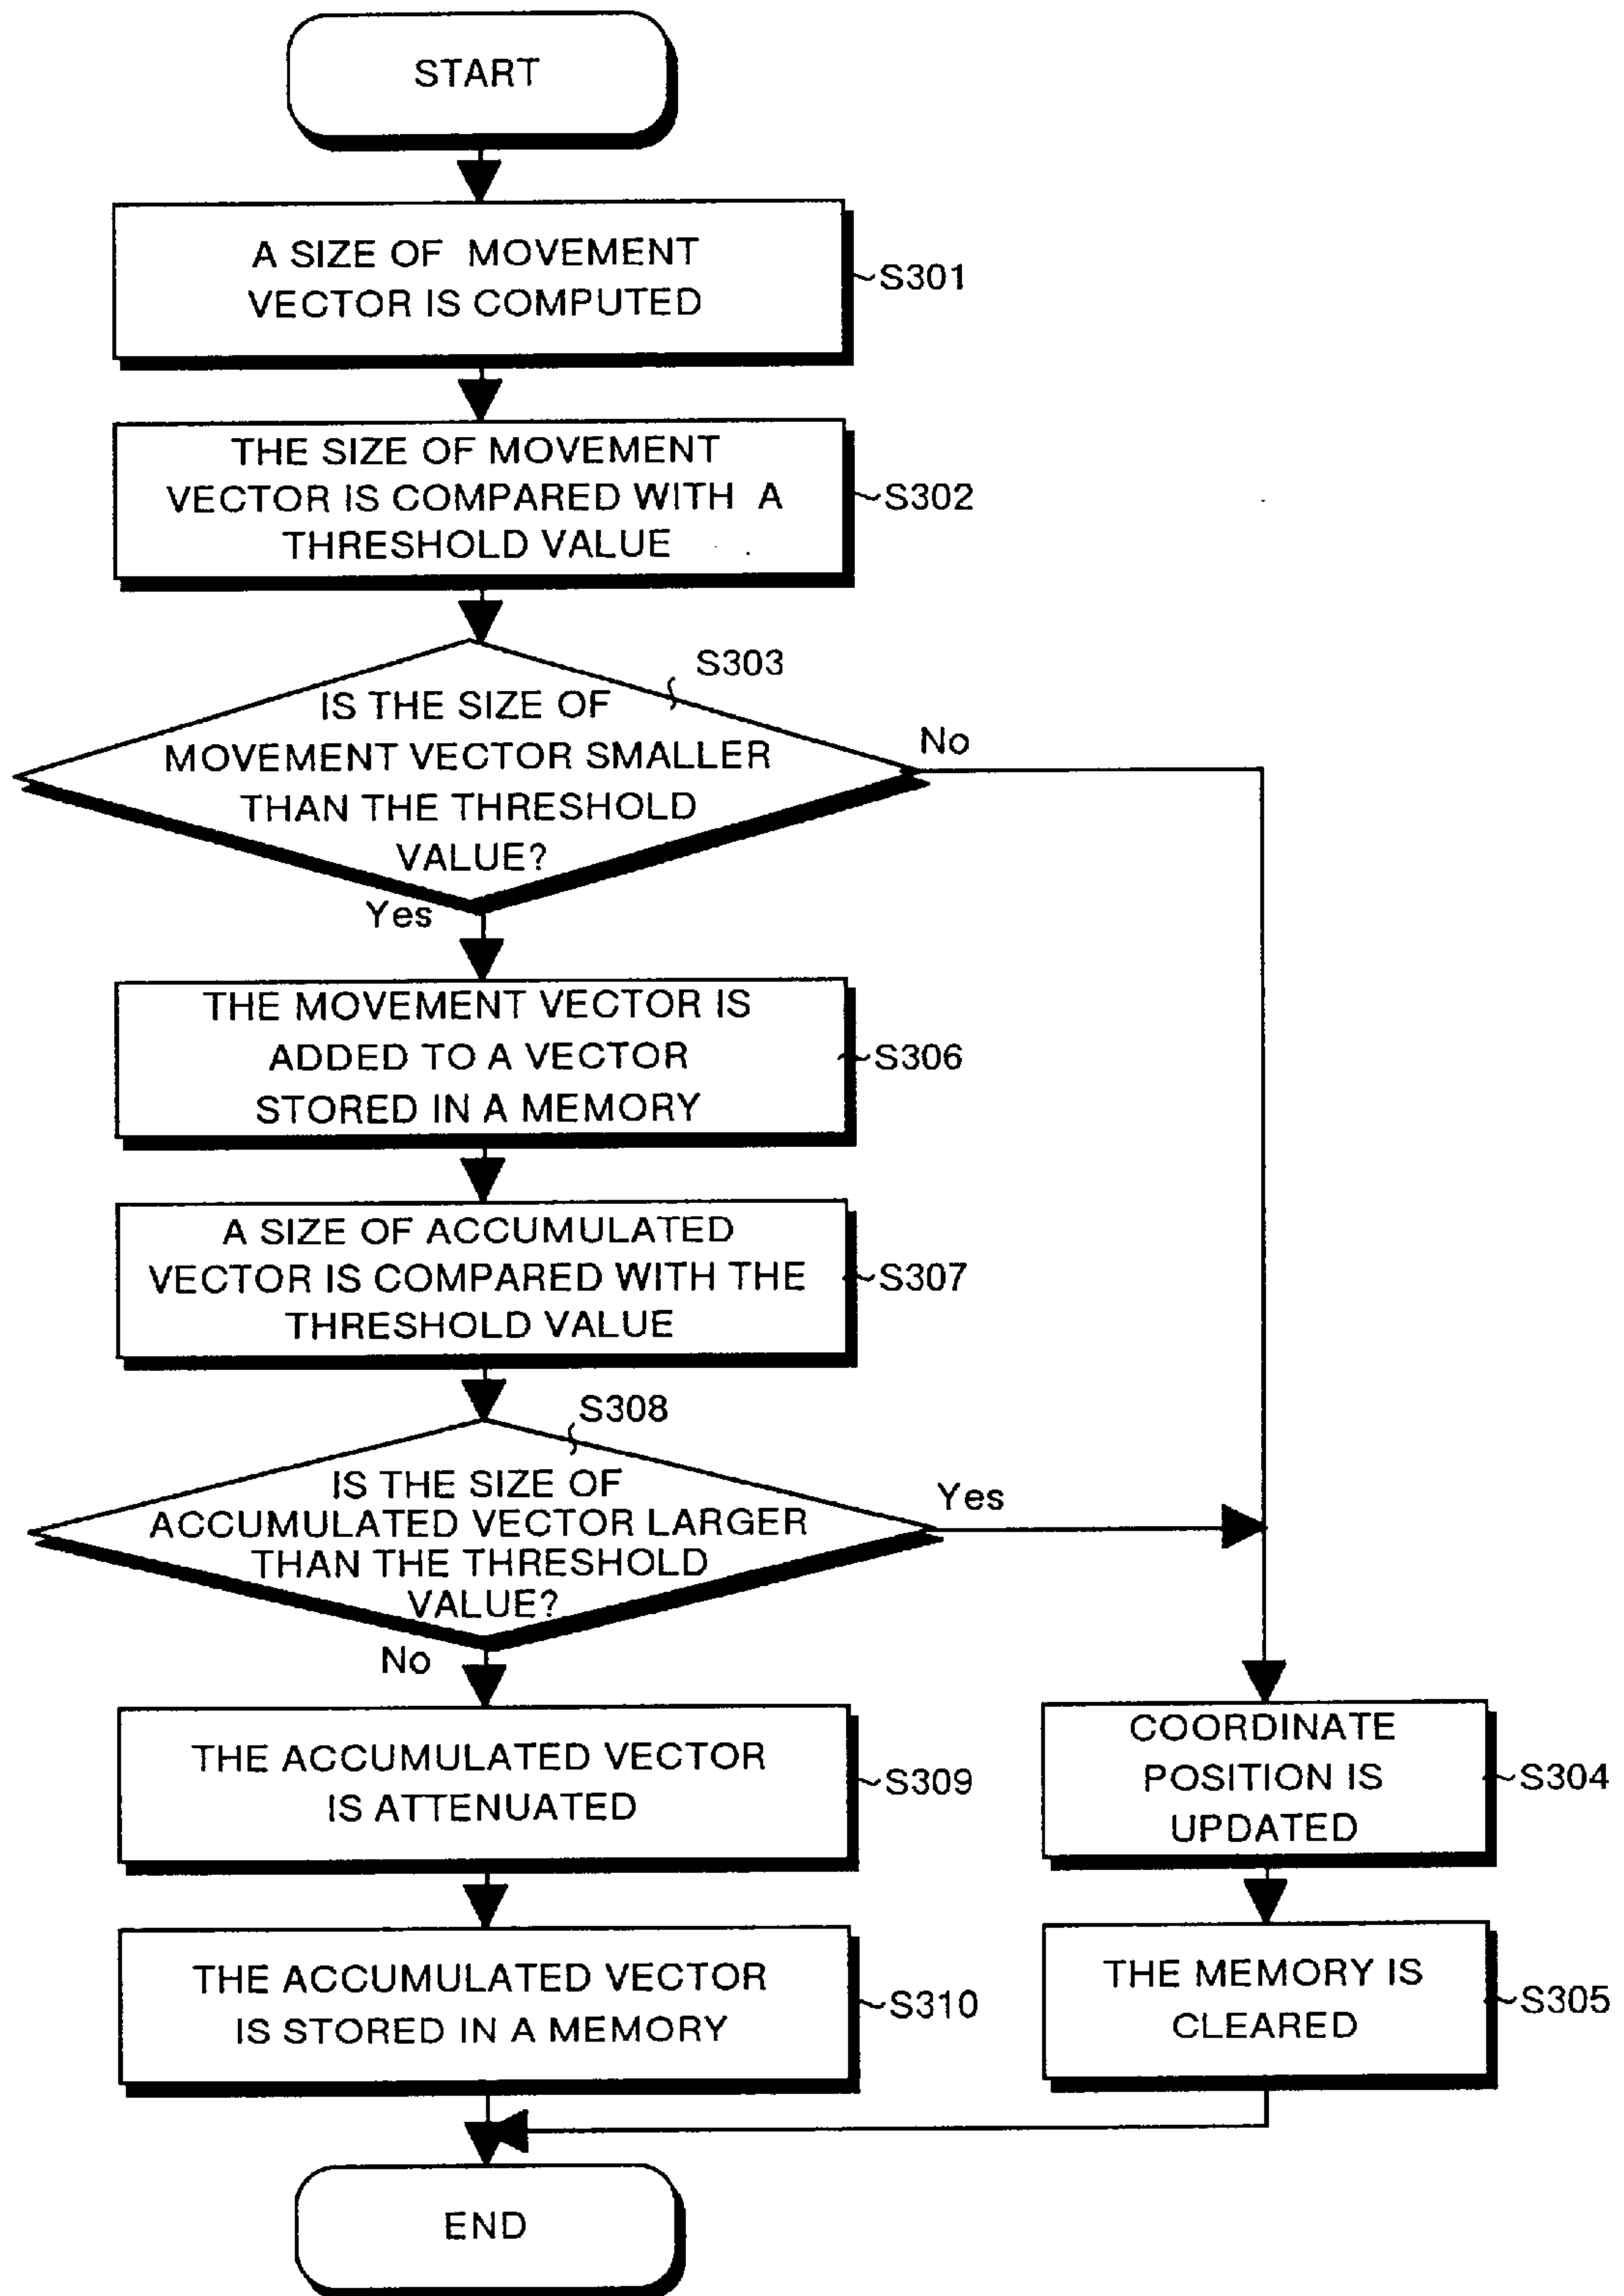 START
A SIZE OF MOVEMENT
VECTOR IS COMPUTED
S301
THE SIZE OF MOVEMENT
VECTOR IS COMPARED WITH A
THRESHOLD VALUE
S302
S303
IS THE SIZE OF
MOVEMENT VECTOR SMALLER
THAN THE THRESHOLD
VALUE?
No
Yes
THE MOVEMENT VECTOR IS
ADDED TO A VECTOR
STORED IN A MEMORY
S306
A SIZE OF ACCUMULATED
VECTOR IS COMPARED WITH THE
THRESHOLD VALUE
S307
S308
IS THE SIZE OF
ACCUMULATED VECTOR LARGER
THAN THE THRESHOLD
VALUE?
Yes
No
THE ACCUMULATED VECTOR
IS ATTENUATED
S309
COORDINATE
POSITION IS
UPDATED
S304
THE ACCUMULATED VECTOR
IS STORED IN A MEMORY
S310
THE MEMORY IS
CLEARED
S305
END